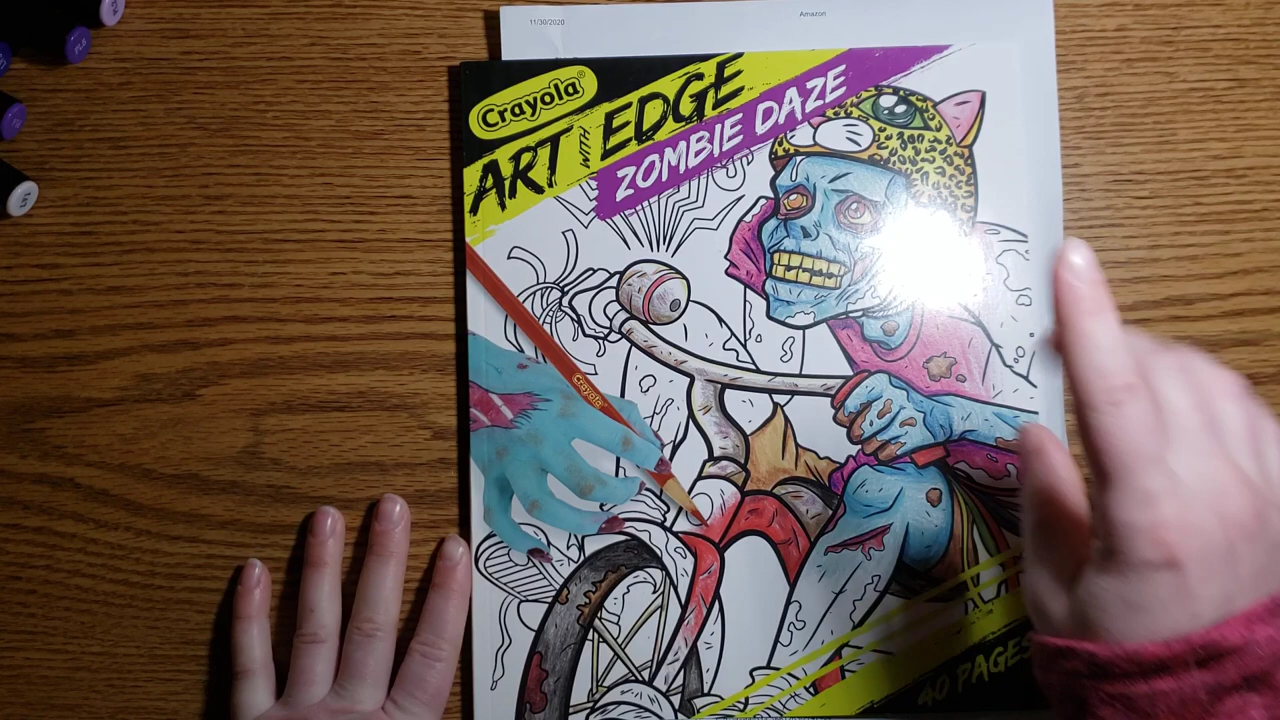 11/30/2020
Amazon
Crayola
ART WITH EDGE
ZOMBIE DAZE
Crayola
40 PAGES